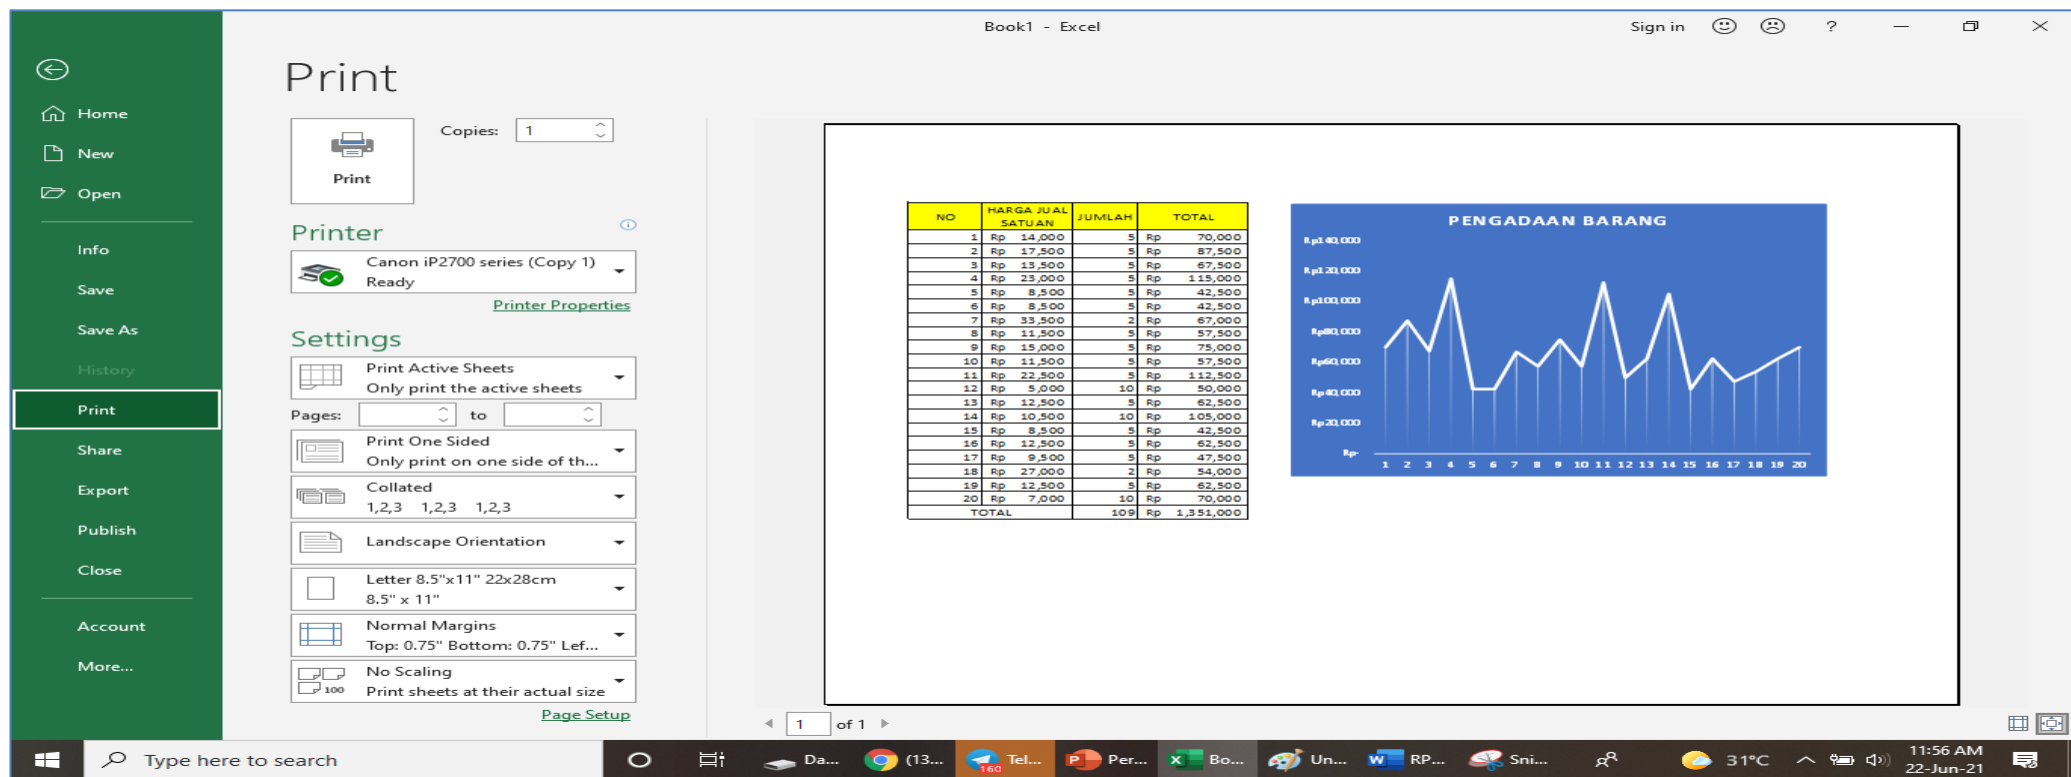 Book1 - Excel
Sign in
?
Print
Home
New
Open
Info
Save
Save As
History
Print
Share
Export
Publish
Close
Account
More...
Print
Copies: 1
Printer
Canon iP2700 series (Copy 1)
Ready
Printer Properties
Settings
Print Active Sheets
Only print the active sheets
Pages: to
Print One Sided
Only print on one side of th...
Collated
1,2,3 1,2,3 1,2,3
Landscape Orientation
Letter 8.5"x11" 22x28cm
8.5" x 11"
Normal Margins
Top: 0.75" Bottom: 0.75" Lef...
No Scaling
100
Print sheets at their actual size
Page Setup
NO HARGA JUAL SATUAN JUMLAH TOTAL
1 Rp 14,000 5 Rp 70,000
2 Rp 17,500 5 Rp 87,500
3 Rp 13,500 5 Rp 67,500
4 Rp 23,000 5 Rp 115,000
5 Rp 8,500 5 Rp 42,500
6 Rp 8,500 5 Rp 42,500
7 Rp 33,500 2 Rp 67,000
8 Rp 11,500 5 Rp 57,500
9 Rp 15,000 5 Rp 75,000
10 Rp 11,500 5 Rp 57,500
11 Rp 22,500 5 Rp 112,500
12 Rp 5,000 10 Rp 50,000
13 Rp 12,500 5 Rp 62,500
14 Rp 10,500 10 Rp 105,000
15 Rp 8,500 5 Rp 42,500
16 Rp 12,500 5 Rp 62,500
17 Rp 9,500 5 Rp 47,500
18 Rp 27,000 2 Rp 54,000
19 Rp 12,500 5 Rp 62,500
20 Rp 7,000 10 Rp 70,000
TOTAL 109 Rp 1,351,000
PENGADAAN BARANG
Rp140,000
Rp120,000
Rp100,000
Rp80,000
Rp60,000
Rp40,000
Rp20,000
Rp-
1 2 3 4 5 6 7 8 9 10 11 12 13 14 15 16 17 18 19 20
1 of 1
Type here to search
Da...
(13...
160
Tel...
Per...
Bo...
Un...
RP...
Sni...
31°C
11:56 AM
22-Jun-21